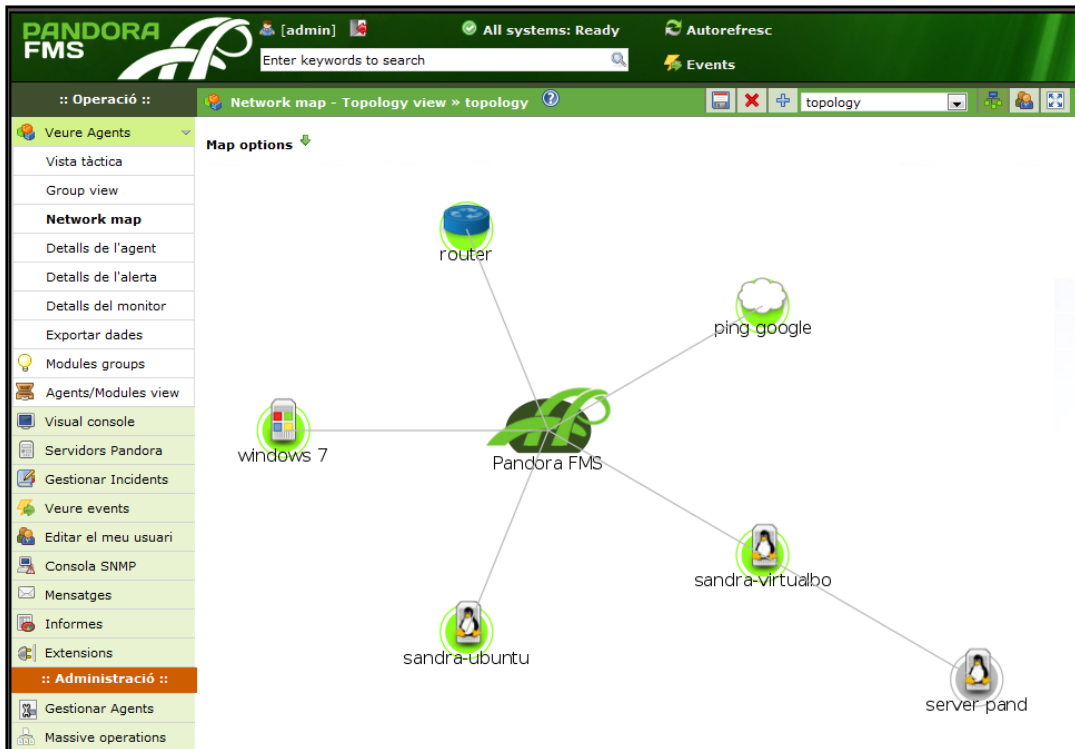 PANDORA
FMS
[admin]
All systems: Ready
Autorefresc
Enter keywords to search
Events
:: Operació ::
Network map - Topology view » topology
topology
Veure Agents
Vista tàctica
Group view
Network map
Detalls de l'agent
Detalls de l'alerta
Detalls del monitor
Exportar dades
Modules groups
Agents/Modules view
Visual console
Servidors Pandora
Gestionar Incidents
Veure events
Editar el meu usuari
Consola SNMP
Mensatges
Informes
Extensions
:: Administració ::
Gestionar Agents
Massive operations
Map options
router
ping google
windows 7
Pandora FMS
sandra-virtualbo
sandra-ubuntu
server pand